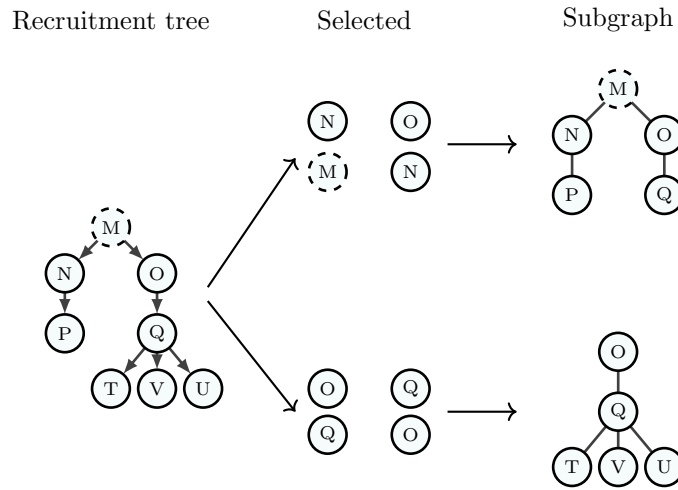 Recruitment tree
Selected
Subgraph
M
N O
P Q
T V U
N O
M N
M
N O
P Q
O Q
Q O
O
Q
T V U